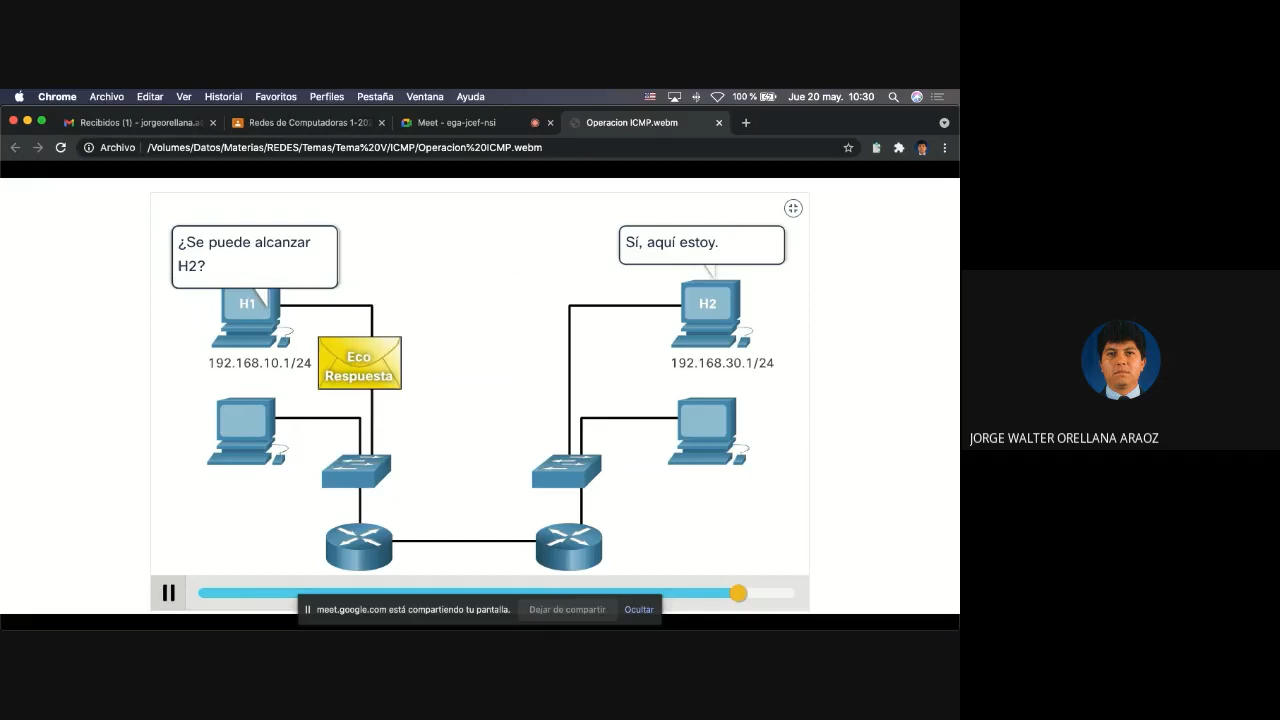 Chrome Archivo Editar Ver Historial Favoritos Perfiles Pestaña Ventana Ayuda 100 % Jue 20 may. 10:30
Recibidos (1) - jorgeorellana.a Redes de Computadoras 1-20 Meet - ega-jcef-nsi Operacion ICMP.webm
Archivo /Volumes/Datos/Materias/REDES/Temas/Tema%20V/ICMP/Operacion%20ICMP.webm
¿Se puede alcanzar
H2?
Sí, aquí estoy.
H1
H2
Eco
Respuesta
192.168.10.1/24
192.168.30.1/24
meet.google.com está compartiendo tu pantalla. Dejar de compartir Ocultar
JORGE WALTER ORELLANA ARAOZ